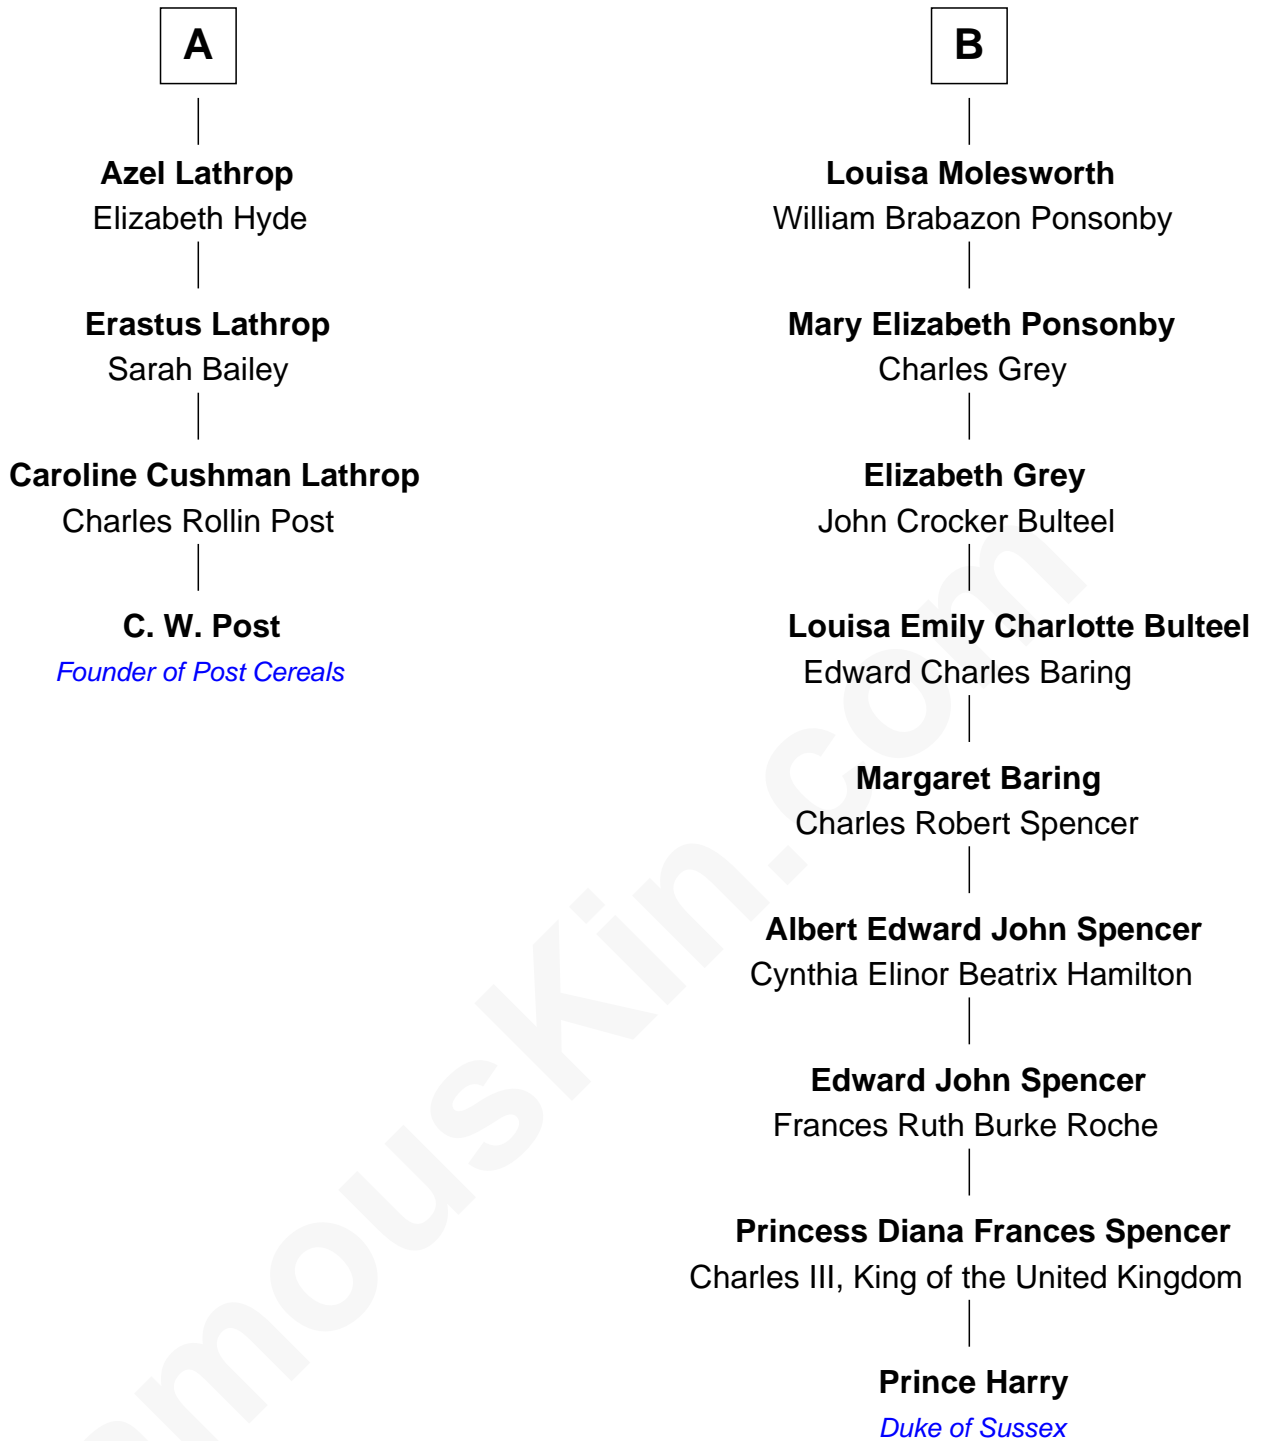 A
Azel Lathrop
Elizabeth Hyde
Erastus Lathrop
Sarah Bailey
Caroline Cushman Lathrop
Charles Rollin Post
C. W. Post
Founder of Post Cereals
B
Louisa Molesworth
William Brabazon Ponsonby
Mary Elizabeth Ponsonby
Charles Grey
Elizabeth Grey
John Crocker Bulteel
Louisa Emily Charlotte Bulteel
Edward Charles Baring
Margaret Baring
Charles Robert Spencer
Albert Edward John Spencer
Cynthia Elinor Beatrix Hamilton
Edward John Spencer
Frances Ruth Burke Roche
Princess Diana Frances Spencer
Charles III, King of the United Kingdom
Prince Harry
Duke of Sussex
amousKin.com